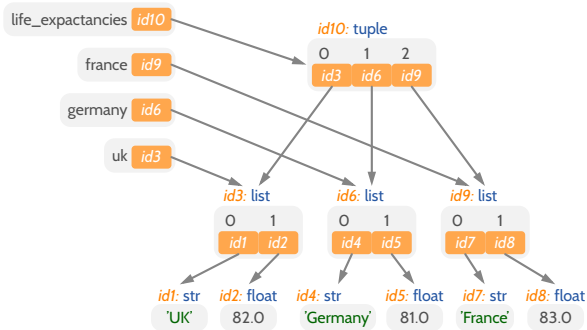 life_expactancies id10
id10: tuple
0 1 2
id3 id6 id9
france id9
germany id6
uk id3
id3: list
0 1
id1 id2
id6: list
0 1
id4 id5
id9: list
0 1
id7 id8
id1: str
'UK'
id2: float
82.0
id4: str
'Germany'
id5: float
81.0
id7: str
'France'
id8: float
83.0